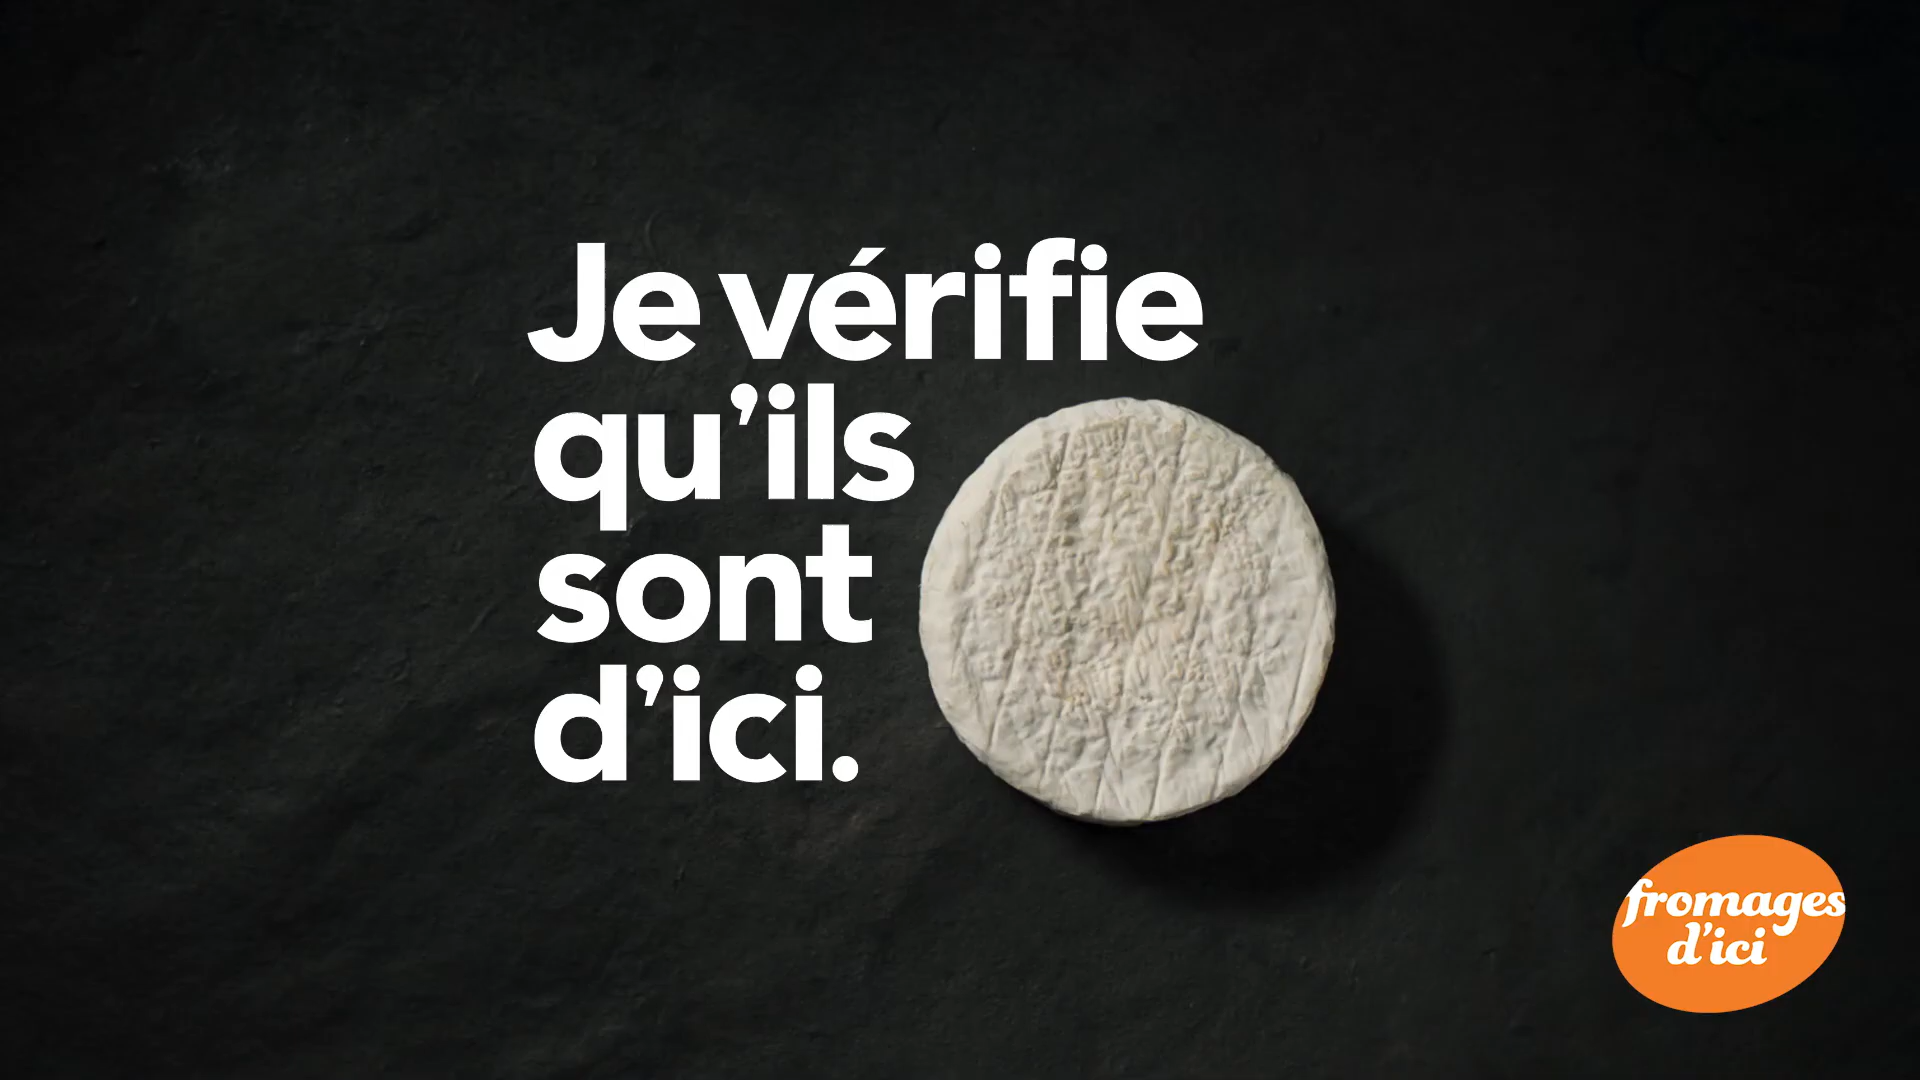 Je vérifie
qu’ils
sont
d’ici.
fromages
d’ici